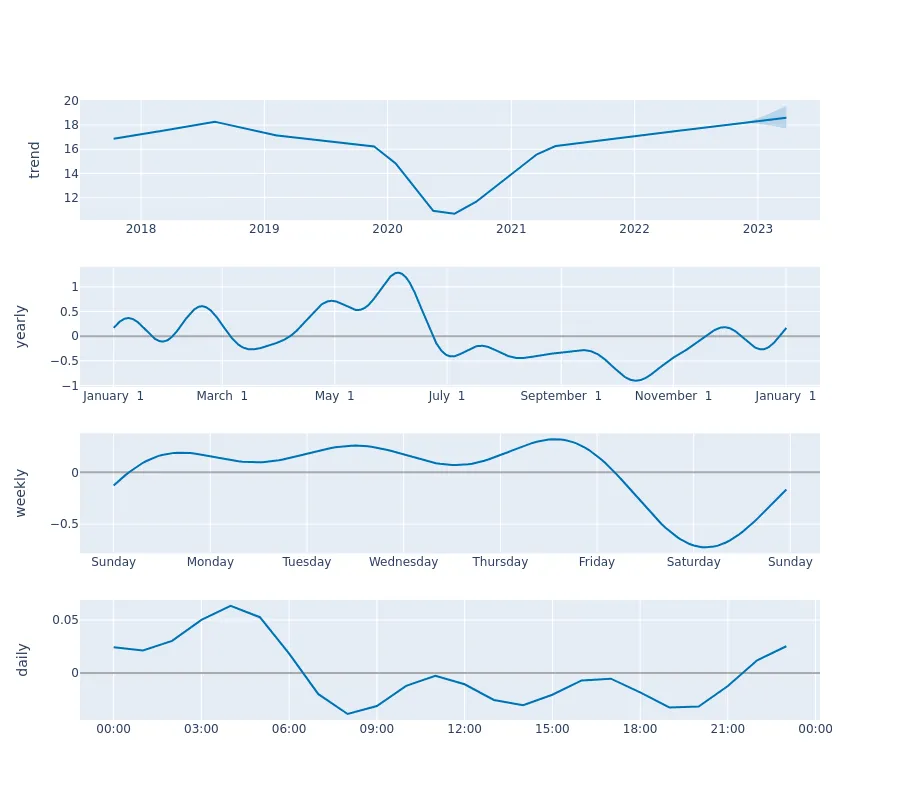 trend
20
18
16
14
12
2018 2019 2020 2021 2022 2023
yearly
1
0.5
0
−0.5
−1
January 1 March 1 May 1 July 1 September 1 November 1 January 1
weekly
0
−0.5
Sunday Monday Tuesday Wednesday Thursday Friday Saturday Sunday
daily
0.05
0
00:00 03:00 06:00 09:00 12:00 15:00 18:00 21:00 00:00